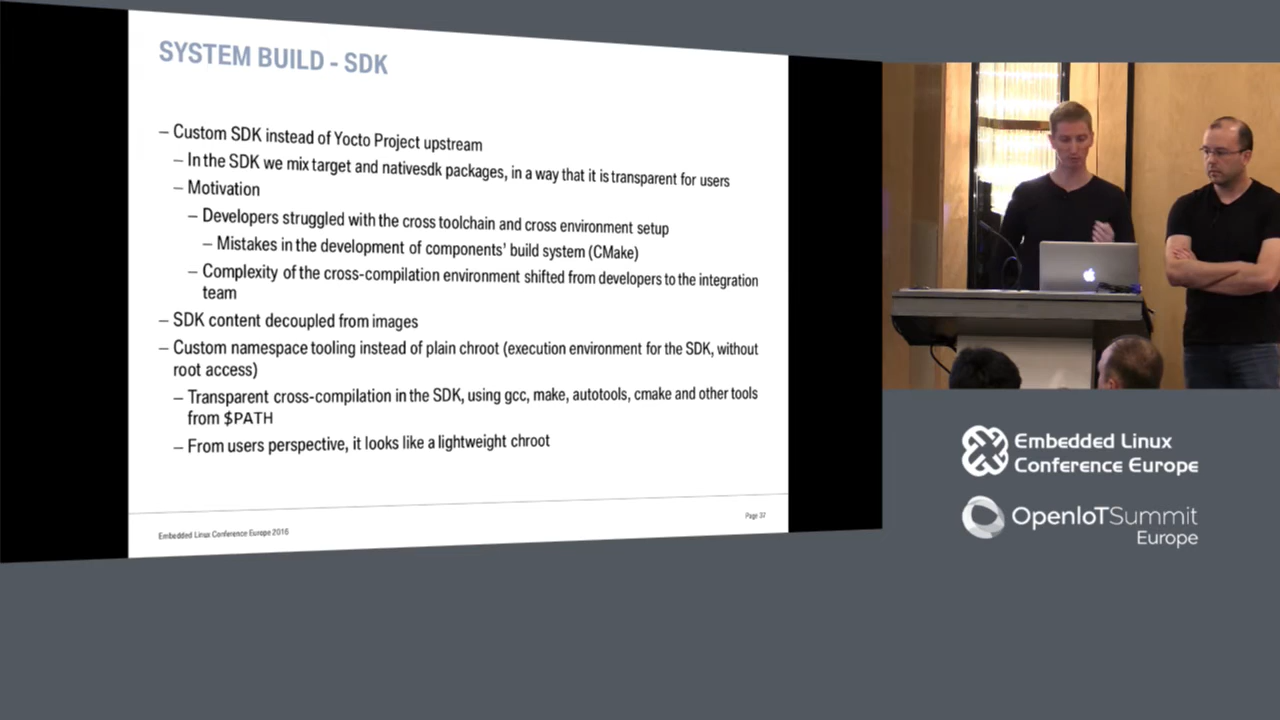 SYSTEM BUILD - SDK
– Custom SDK instead of Yocto Project upstream
– In the SDK we mix target and nativesdk packages, in a way that it is transparent for users
– Motivation
– Developers struggled with the cross toolchain and cross environment setup
– Mistakes in the development of components' build system (CMake)
– Complexity of the cross-compilation environment shifted from developers to the integration
team
– SDK content decoupled from images
– Custom namespace tooling instead of plain chroot (execution environment for the SDK, without
root access)
– Transparent cross-compilation in the SDK, using gcc, make, autotools, cmake and other tools
from $PATH
– From users perspective, it looks like a lightweight chroot
Embedded Linux Conference Europe 2016
Page 37
Embedded Linux
Conference Europe
OpenIoTSummit
Europe